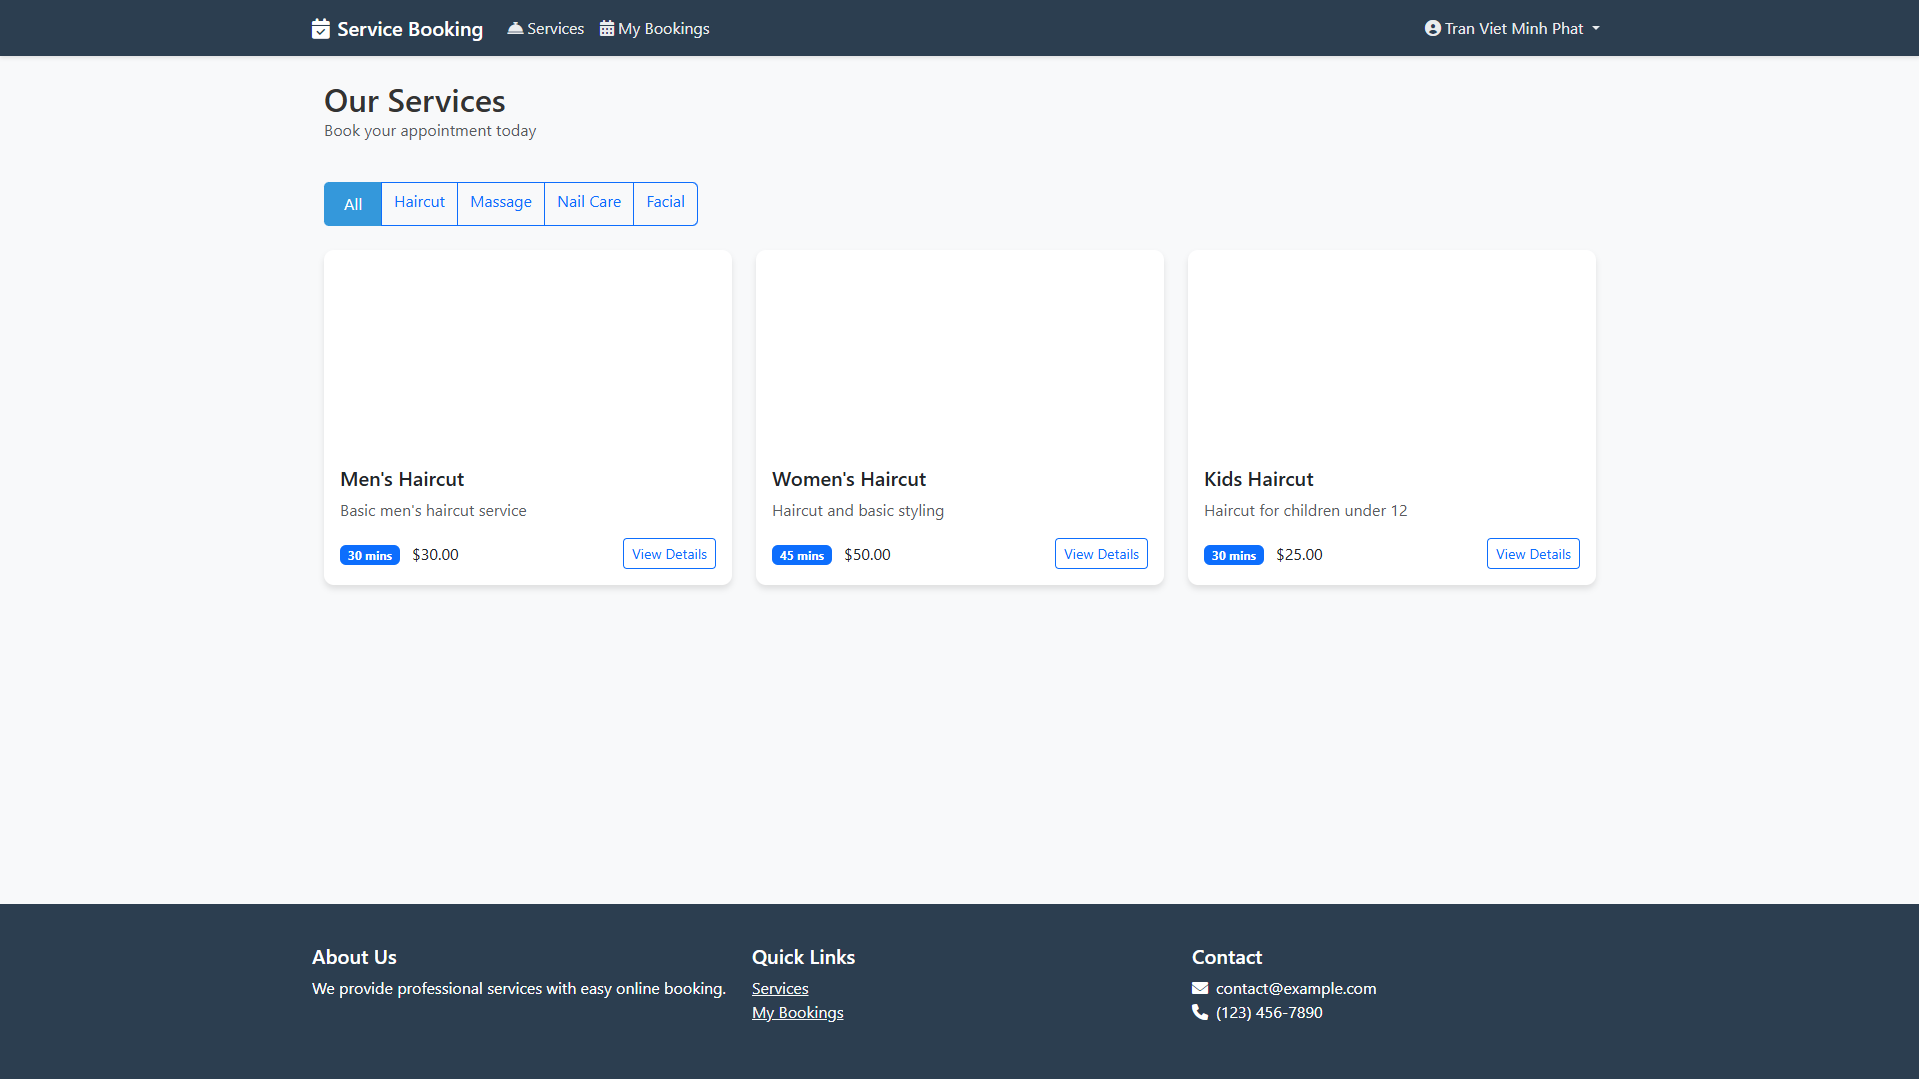 Service Booking Services My Bookings Tran Viet Minh Phat
Our Services
Book your appointment today
All Haircut Massage Nail Care Facial
Men's Haircut
Basic men's haircut service
30 mins $30.00 View Details
Women's Haircut
Haircut and basic styling
45 mins $50.00 View Details
Kids Haircut
Haircut for children under 12
30 mins $25.00 View Details
About Us
We provide professional services with easy online booking.
Quick Links
Services
My Bookings
Contact
contact@example.com
(123) 456-7890